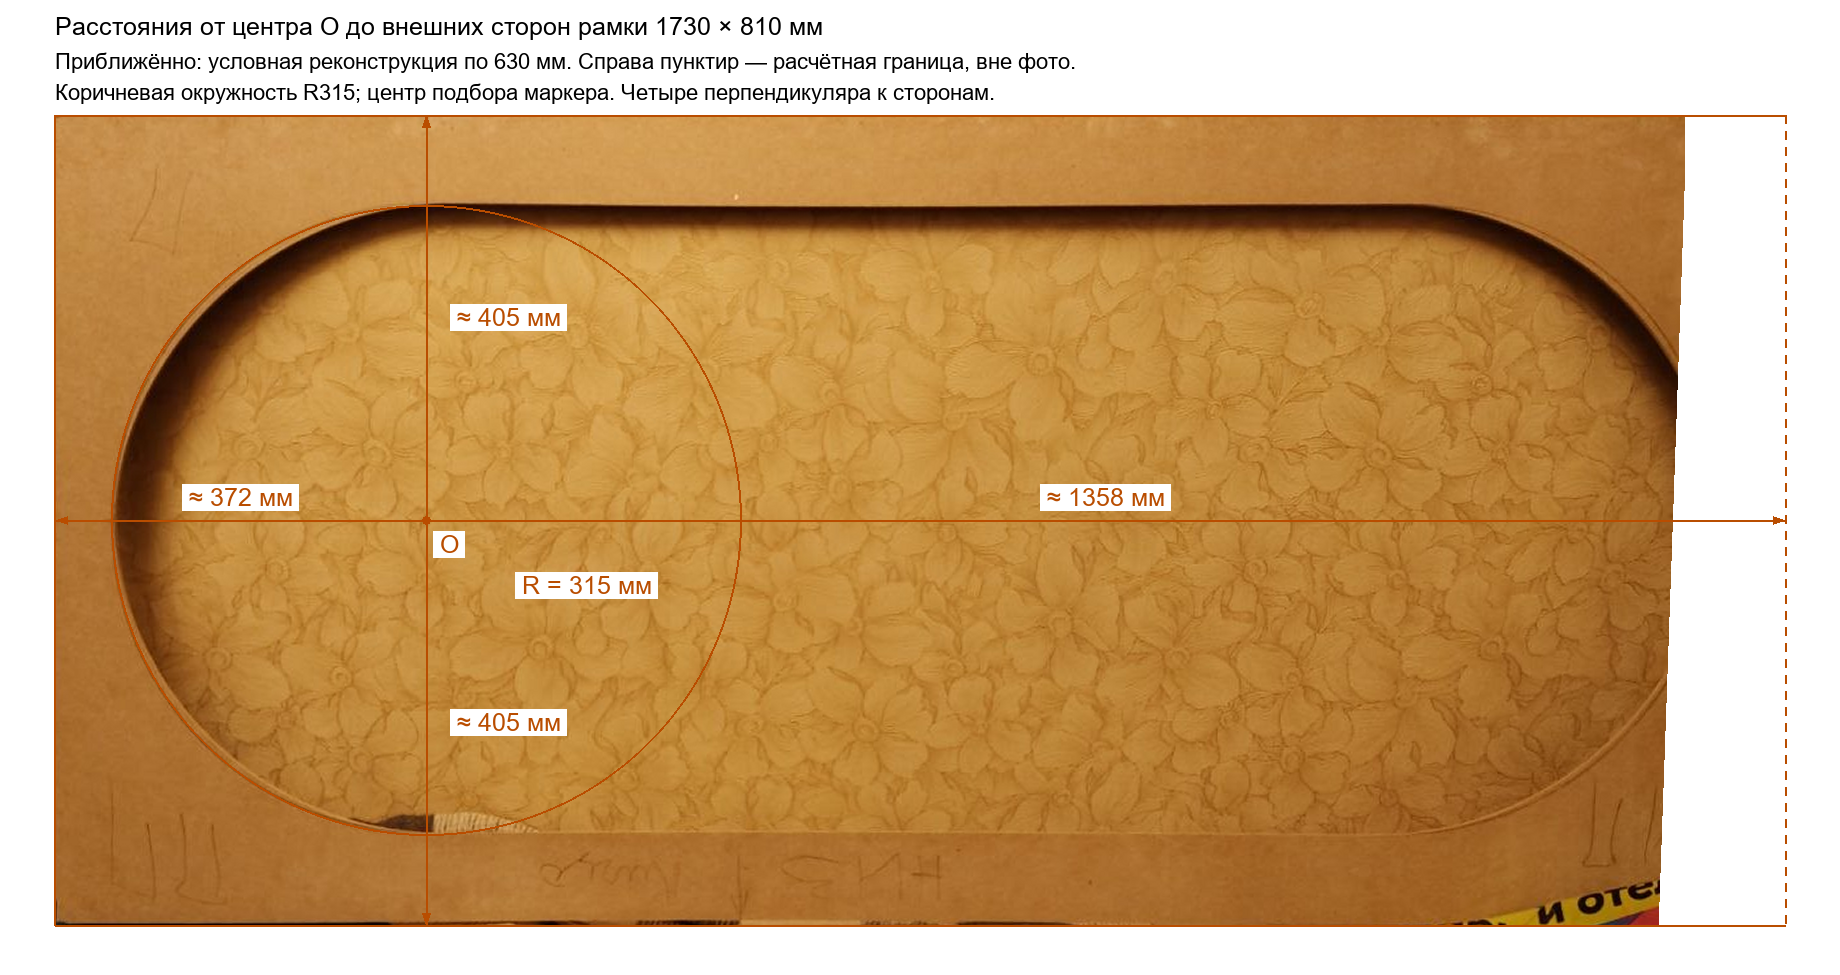 Расстояния от центра О до внешних сторон рамки 1730 × 810 мм
Приближённо: условная реконструкция по 630 мм. Справа пунктир — расчётная граница, вне фото.
Коричневая окружность R315; центр подбора маркера. Четыре перпендикуляра к сторонам.
≈ 405 мм
≈ 372 мм
≈ 1358 мм
О
R = 315 мм
≈ 405 мм
и